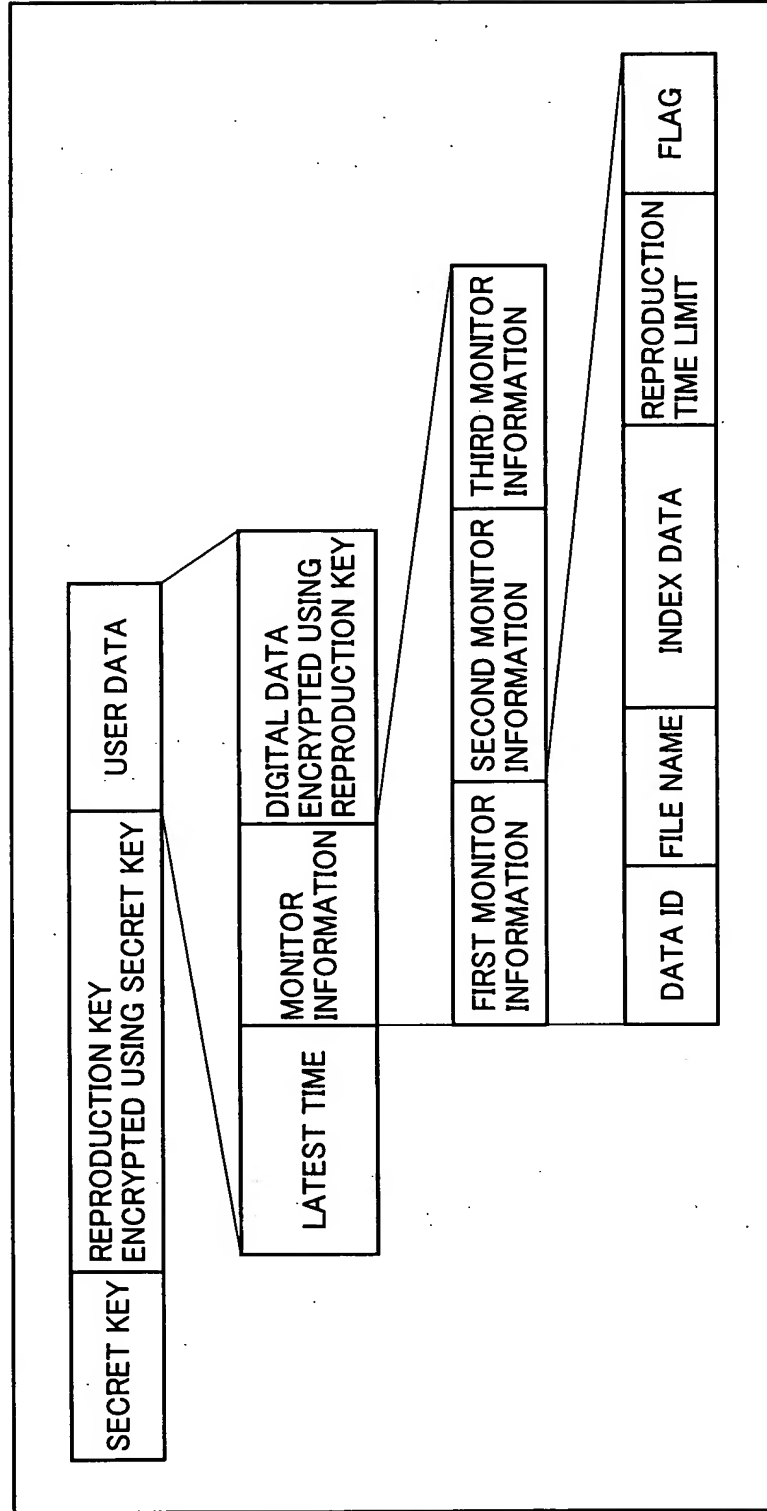 SECRET KEY
REPRODUCTION KEY
ENCRYPTED USING SECRET KEY
USER DATA
LATEST TIME
MONITOR
INFORMATION
DIGITAL DATA
ENCRYPTED USING
REPRODUCTION KEY
FIRST MONITOR
INFORMATION
SECOND MONITOR
INFORMATION
THIRD MONITOR
INFORMATION
DATA ID
FILE NAME
INDEX DATA
REPRODUCTION
TIME LIMIT
FLAG